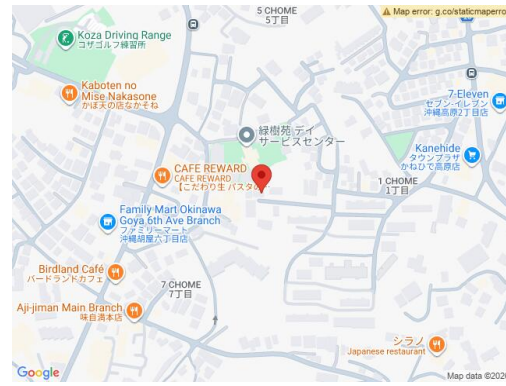 5 CHOME
5丁目
Map error: g.co/staticmaperro
Koza Driving Range
コザゴルフ練習所
Kaboten no
Mise Nakasone
かぼ天の店なかそね
7-Eleven
セブン-イレブン
沖縄高原2丁目店
緑樹苑 デイ
サービスセンター
Kanehide
タウンプラザ
かねひで高原店
CAFE REWARD
CAFE REWARD
【こだわり生 パスタの
1 CHOME
1丁目
Family Mart Okinawa
Goya 6th Ave Branch
ファミリーマート
沖縄胡屋六丁目店
Birdland Café
バードランドカフェ
7 CHOME
7丁目
Aji-jiman Main Branch
味自満本店
シラノ
Japanese restaurant
Google
Map data ©2026